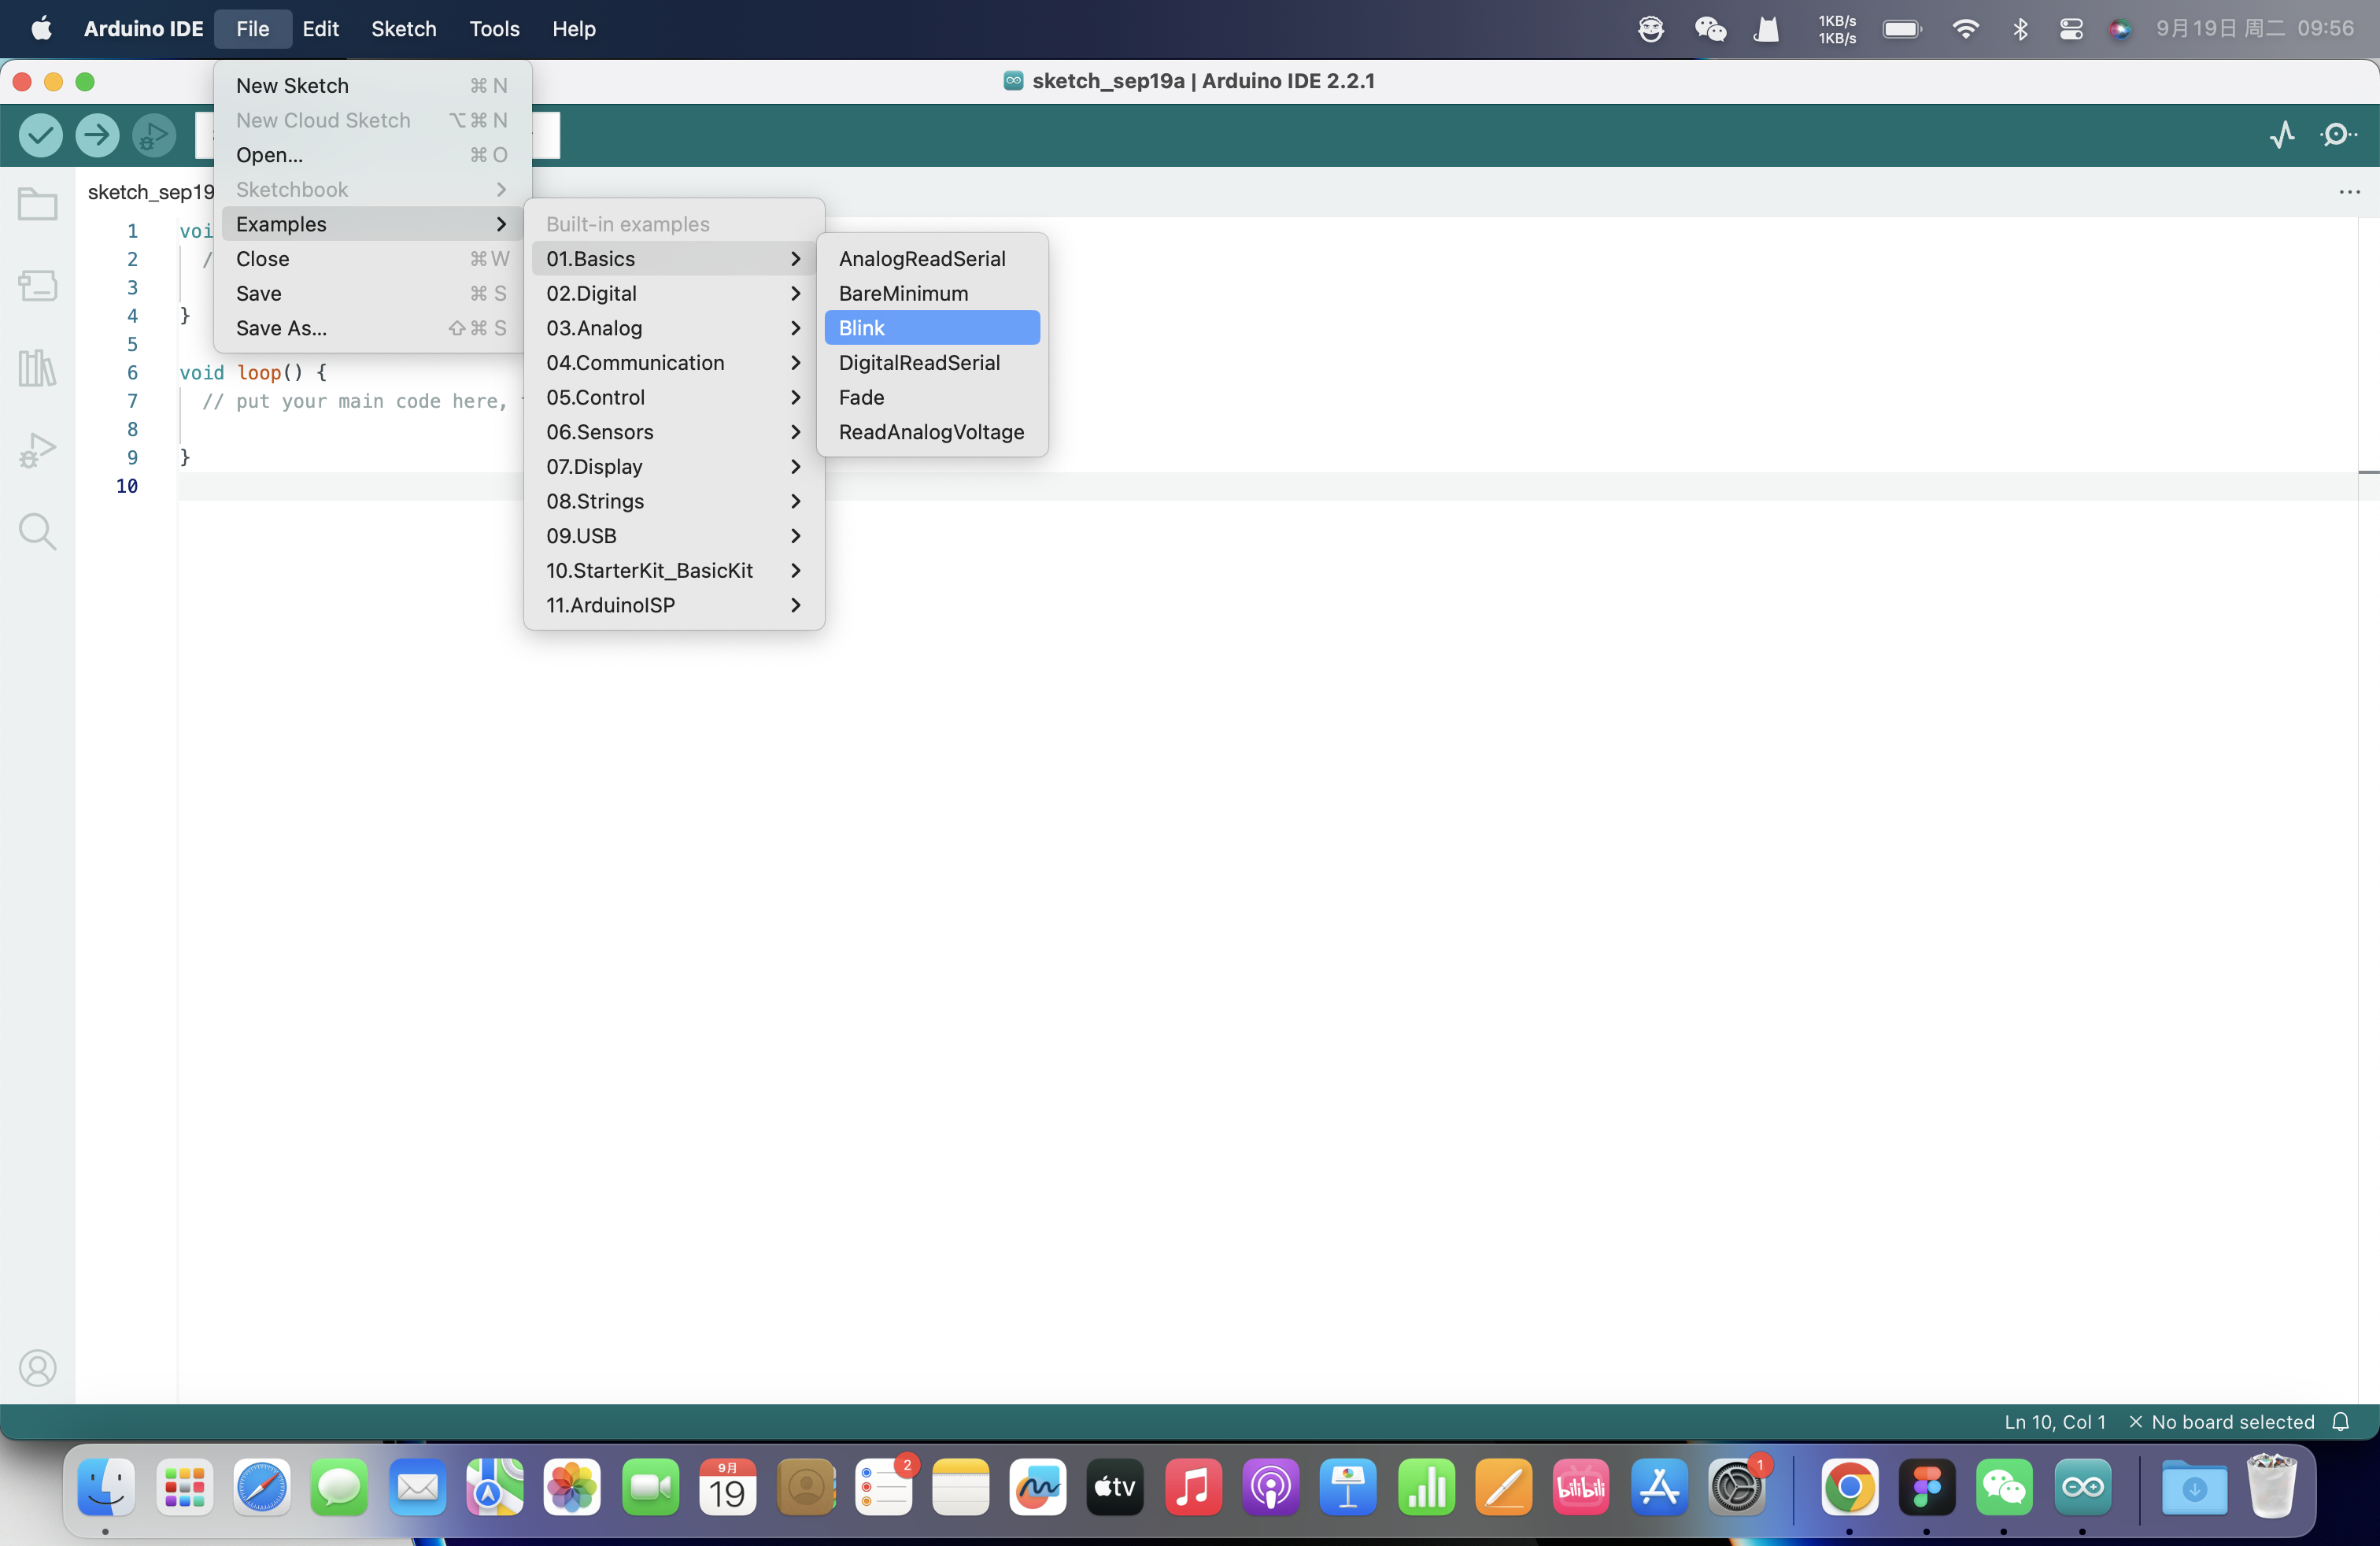 Arduino IDE File Edit Sketch Tools Help 1KB/s 1KB/s 9月19日 周二 09:56
sketch_sep19a | Arduino IDE 2.2.1
New Sketch ⌘ N
New Cloud Sketch ⌥ ⌘ N
Open... ⌘ O
Sketchbook
Examples
Close ⌘ W
Save ⌘ S
Save As... ⇧ ⌘ S
Built-in examples
01.Basics
02.Digital
03.Analog
04.Communication
05.Control
06.Sensors
07.Display
08.Strings
09.USB
10.StarterKit_BasicKit
11.ArduinoISP
AnalogReadSerial
BareMinimum
Blink
DigitalReadSerial
Fade
ReadAnalogVoltage
sketch_sep19
1 voi
2 /
3
4 }
5
6 void loop() {
7 // put your main code here,
8
9 }
10
Ln 10, Col 1 × No board selected
9月
19
2
tv
bilibili
1